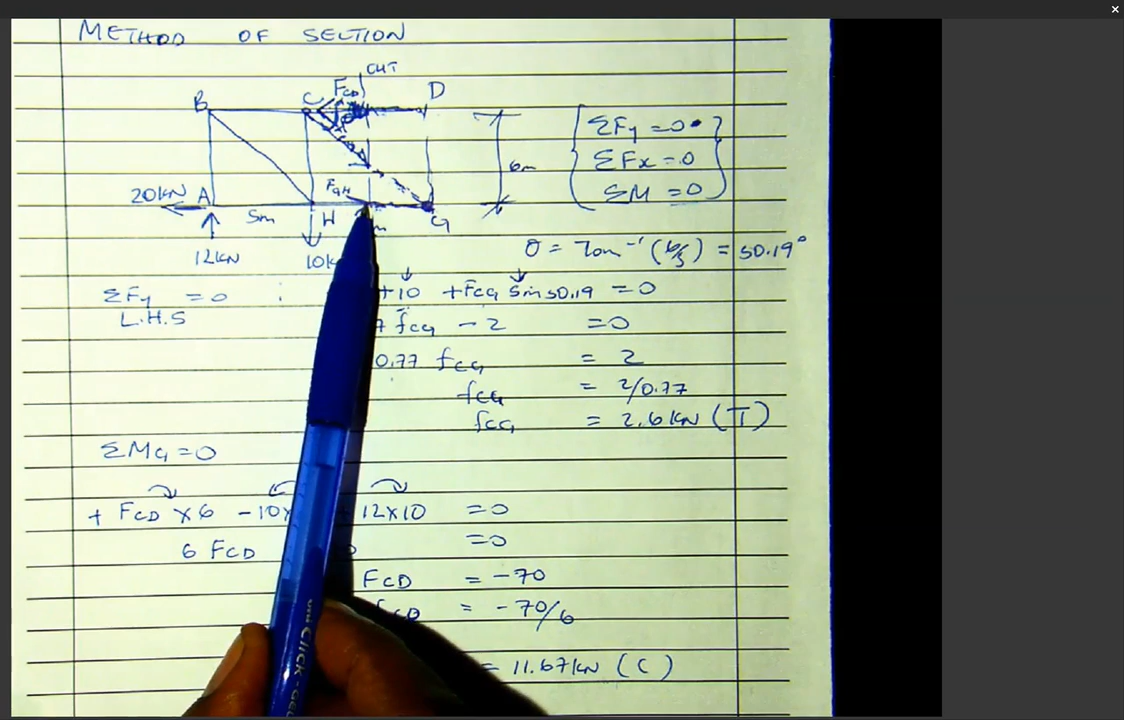 METHOD OF SECTION
CUT
B C FCD D
ΣFy = 0
6m ΣFx = 0
20KN A FGH ΣM = 0
5m H m G
12KN 10K θ = Tan⁻¹ (6/5) = 50.19°
ΣFy = 0 : +10 + FCG Sin 50.19 = 0
L.H.S
7 fCG - 2 = 0
0.77 fCG = 2
fCG = 2/0.77
fCG = 2.6KN (T)
ΣMG = 0
+ FCD × 6 - 10× + 12×10 = 0
6 FCD = 0
FCD = -70
fCD = -70/6
= 11.67KN (C)